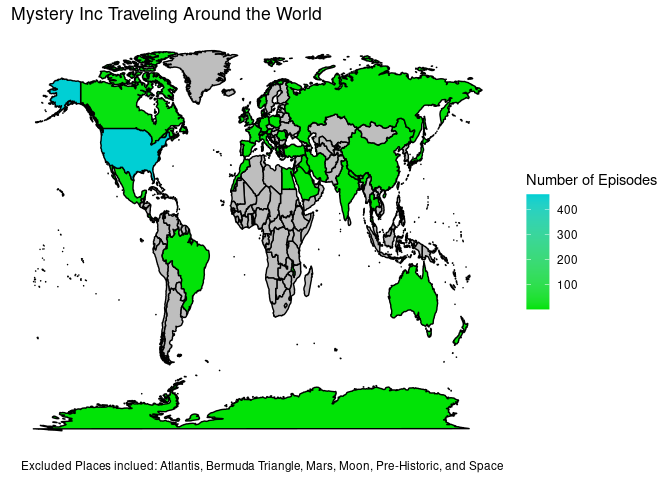 Mystery Inc Traveling Around the World
Number of Episodes
400
300
200
100
Excluded Places inclued: Atlantis, Bermuda Triangle, Mars, Moon, Pre-Historic, and Space